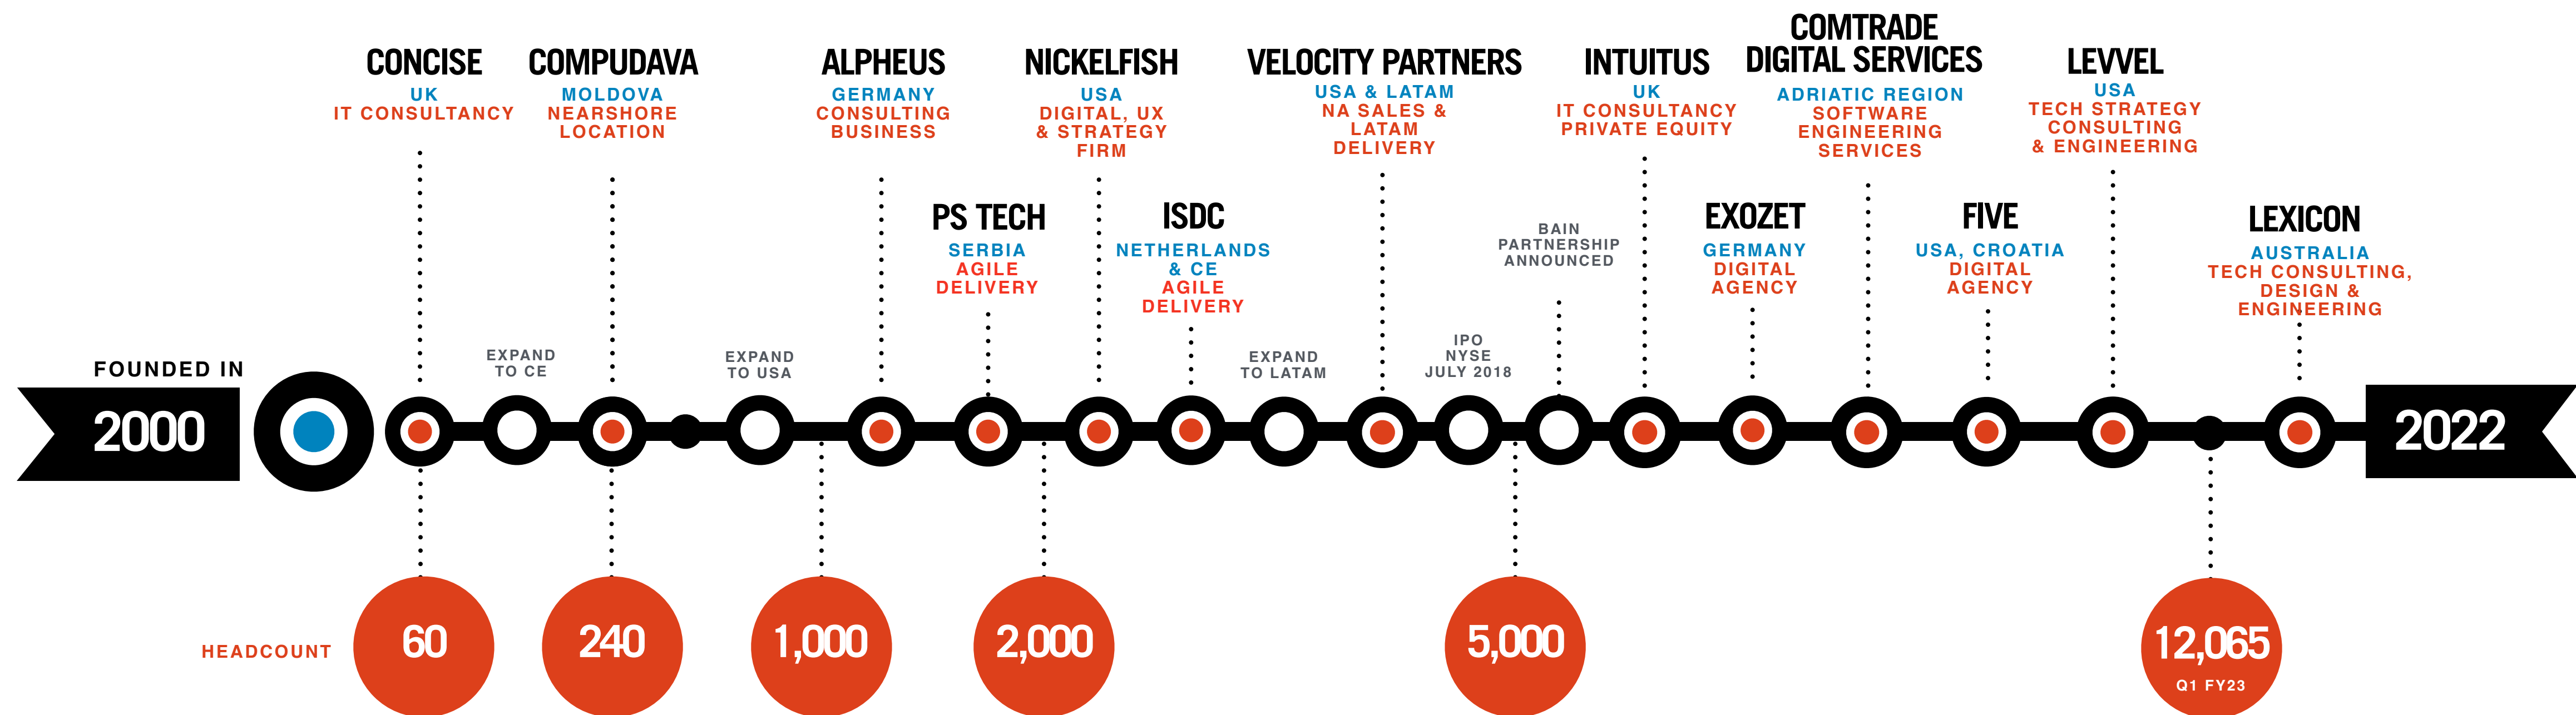 FOUNDED IN
2000
CONCISE
UK
IT CONSULTANCY
EXPAND
TO CE
COMPUDAVA
MOLDOVA
NEARSHORE
LOCATION
EXPAND
TO USA
ALPHEUS
GERMANY
CONSULTING
BUSINESS
PS TECH
SERBIA
AGILE
DELIVERY
NICKELFISH
USA
DIGITAL, UX
& STRATEGY
FIRM
ISDC
NETHERLANDS
& CE
AGILE
DELIVERY
EXPAND
TO LATAM
VELOCITY PARTNERS
USA & LATAM
NA SALES &
LATAM
DELIVERY
IPO
NYSE
JULY 2018
BAIN
PARTNERSHIP
ANNOUNCED
INTUITUS
UK
IT CONSULTANCY
PRIVATE EQUITY
EXOZET
GERMANY
DIGITAL
AGENCY
COMTRADE
DIGITAL SERVICES
ADRIATIC REGION
SOFTWARE
ENGINEERING
SERVICES
FIVE
USA, CROATIA
DIGITAL
AGENCY
LEVVEL
USA
TECH STRATEGY
CONSULTING
& ENGINEERING
LEXICON
AUSTRALIA
TECH CONSULTING,
DESIGN &
ENGINEERING
2022
HEADCOUNT
60
240
1,000
2,000
5,000
12,065
Q1 FY23